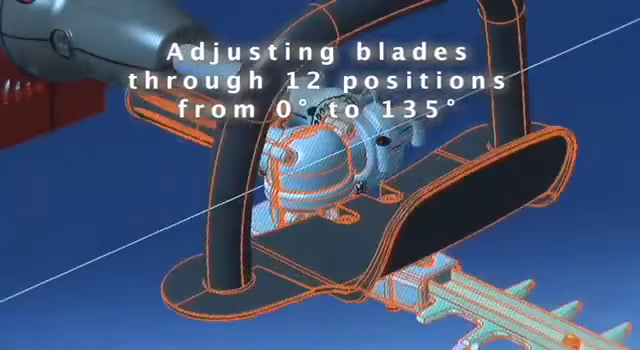 Adjusting blades
through 12 positions
from 0° to 135°